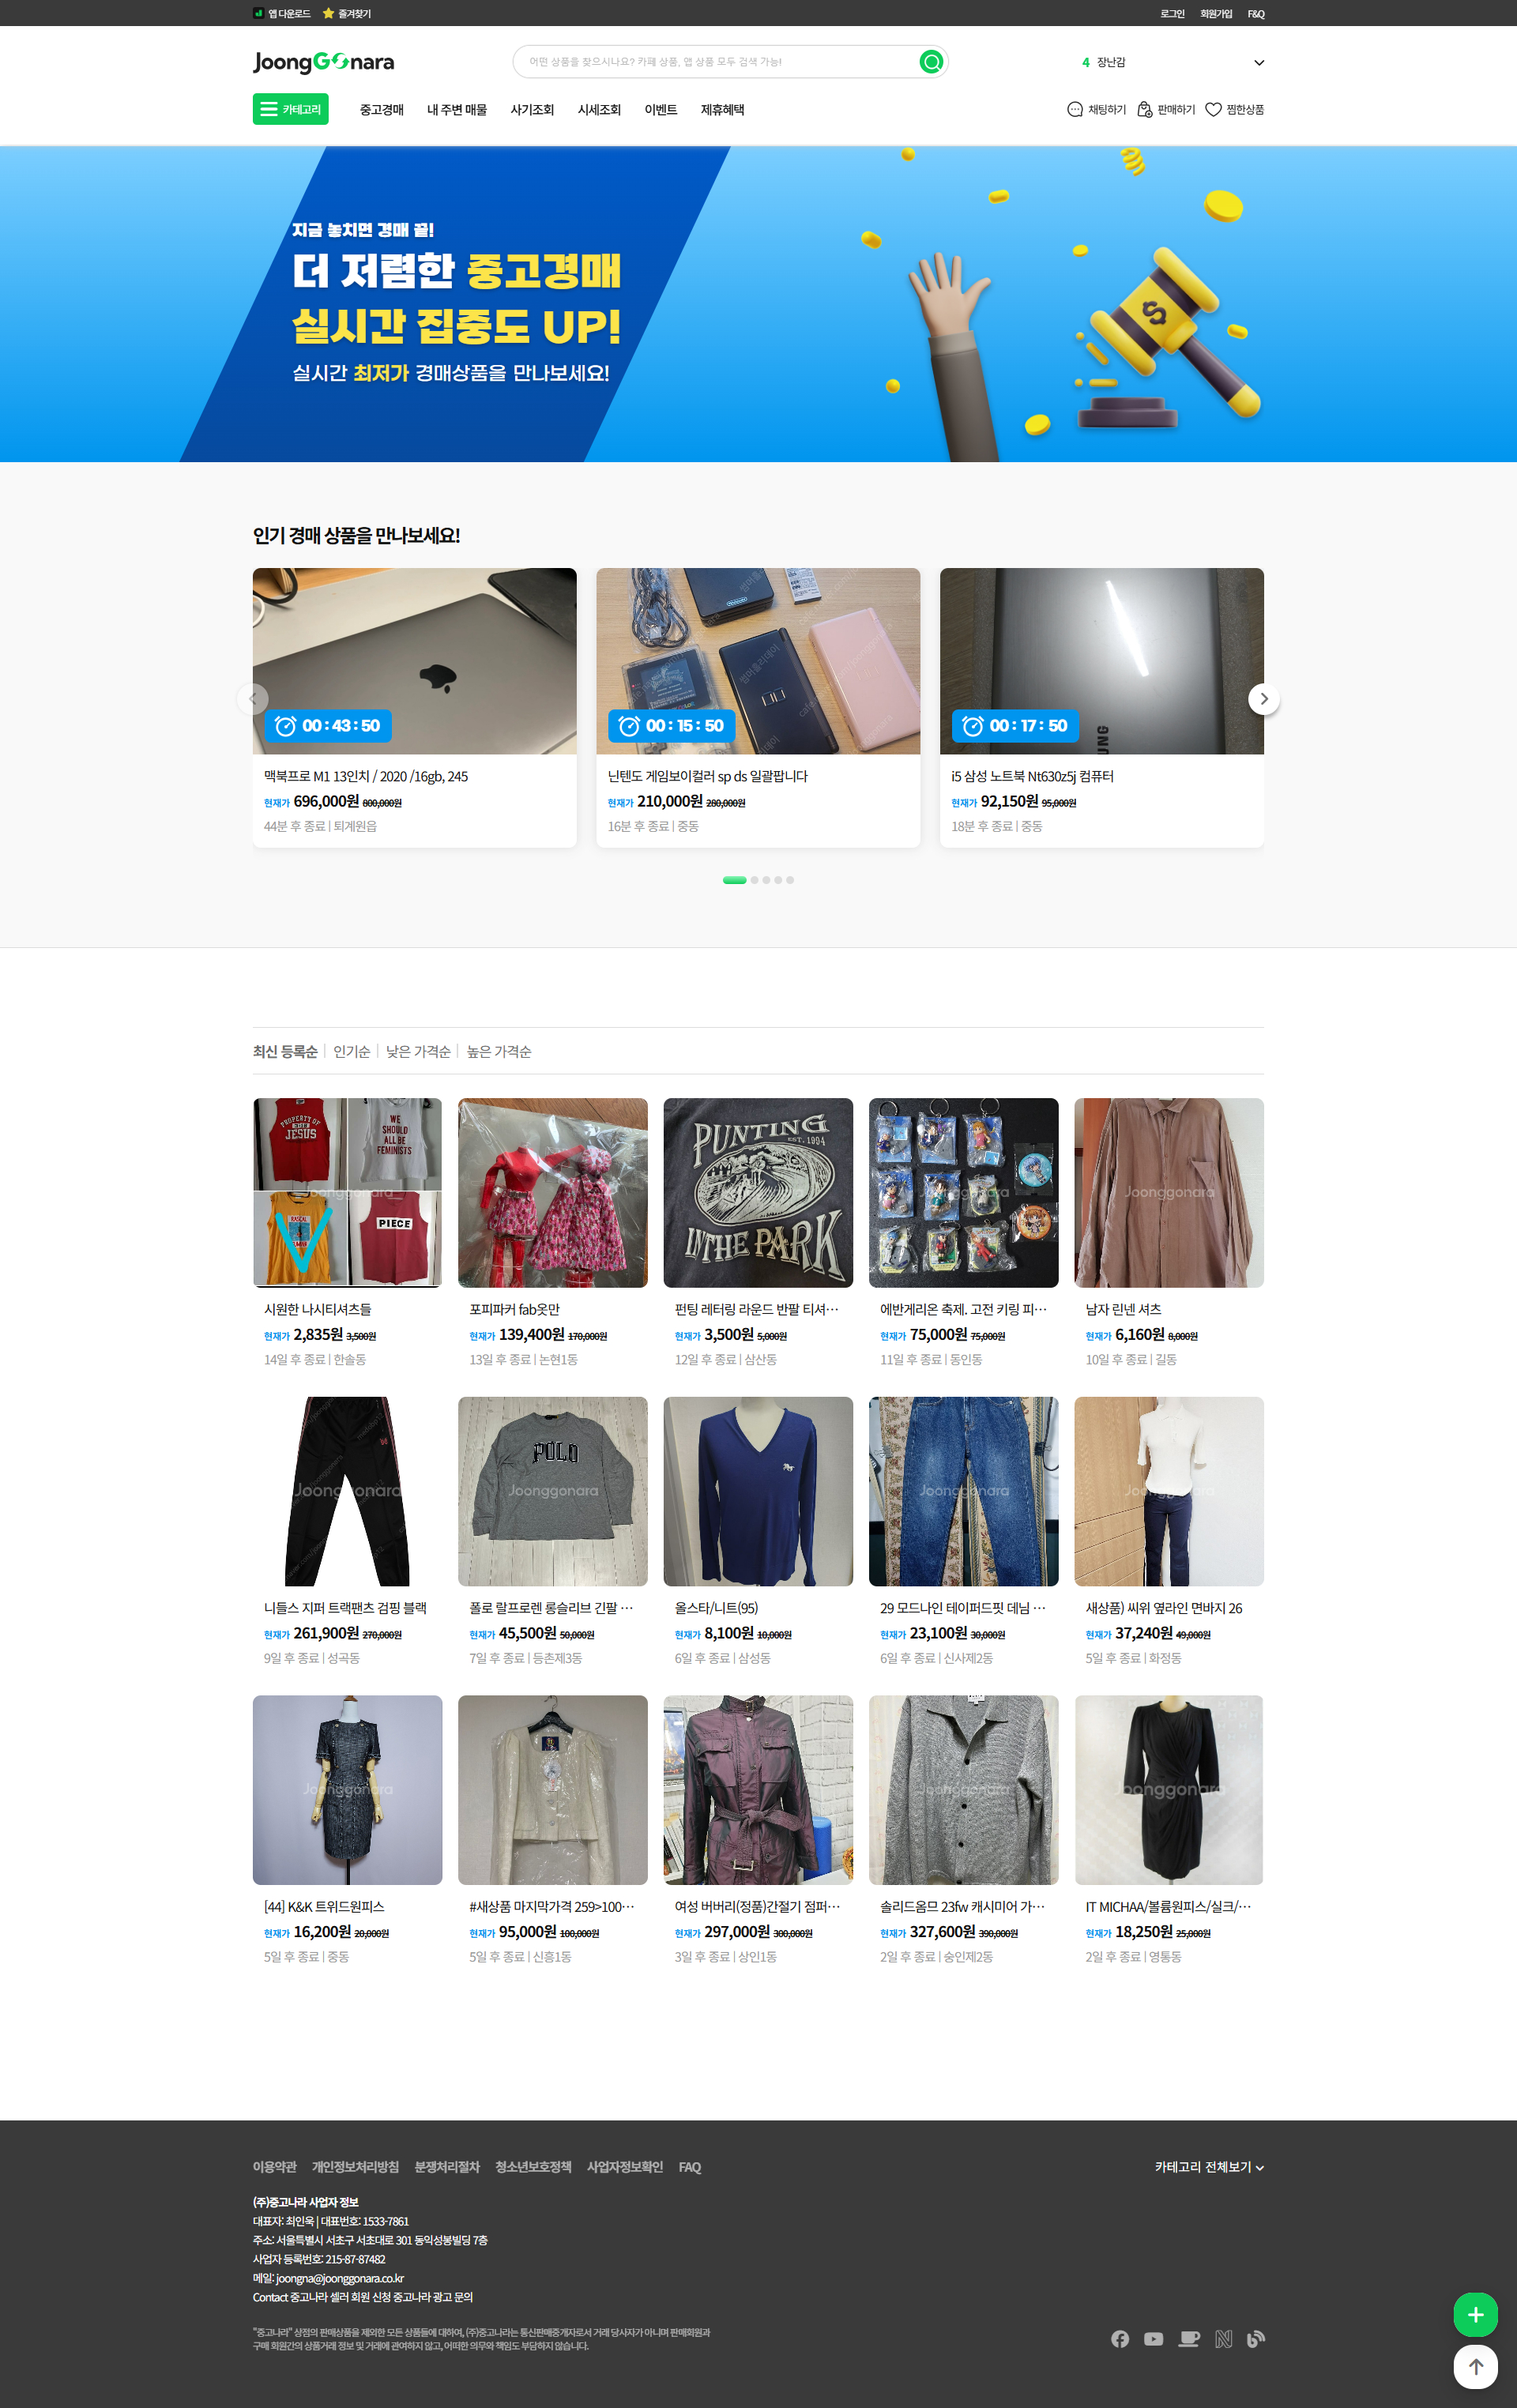 앱 다운로드 즐겨찾기 로그인 회원가입 F&Q
JoongGonara
어떤 상품을 찾으시나요? 카페 상품, 앱 상품 모두 검색 가능!
4 장난감
카테고리 중고경매 내 주변 매물 사기조회 시세조회 이벤트 제휴혜택 채팅하기 판매하기 찜한상품
지금 놓치면 경매 끝!
더 저렴한 중고경매
실시간 집중도 UP!
실시간 최저가 경매상품을 만나보세요!
인기 경매 상품을 만나보세요!
00 : 43 : 50
00 : 15 : 50
00 : 17 : 50
맥북프로 M1 13인치 / 2020 /16gb, 245
현재가 696,000원 800,000원
44분 후 종료 | 퇴계원읍
닌텐도 게임보이컬러 sp ds 일괄팝니다
현재가 210,000원 280,000원
16분 후 종료 | 중동
i5 삼성 노트북 Nt630z5j 컴퓨터
현재가 92,150원 95,000원
18분 후 종료 | 중동
최신 등록순 | 인기순 | 낮은 가격순 | 높은 가격순
PROPERTY OF
JESUS
WE
SHOULD
ALL BE
FEMINISTS
RASCAL
PIECE
PUNTING
EST. 1994
IN THE PARK
Joonggonara
Joonggonara
Joonggonara
시원한 나시티셔츠들
현재가 2,835원 3,500원
14일 후 종료 | 한솔동
포피파커 fab옷만
현재가 139,400원 170,000원
13일 후 종료 | 논현1동
펀팅 레터링 라운드 반팔 티셔…
현재가 3,500원 5,000원
12일 후 종료 | 삼산동
에반게리온 축제. 고전 키링 피…
현재가 75,000원 75,000원
11일 후 종료 | 동인동
남자 린넨 셔츠
현재가 6,160원 8,000원
10일 후 종료 | 길동
POLO
Joonggonara
Joonggonara
Joonggonara
Joonggonara
니들스 지퍼 트랙팬츠 검핑 블랙
현재가 261,900원 270,000원
9일 후 종료 | 성곡동
폴로 랄프로렌 롱슬리브 긴팔 …
현재가 45,500원 50,000원
7일 후 종료 | 등촌제3동
올스타/니트(95)
현재가 8,100원 10,000원
6일 후 종료 | 삼성동
29 모드나인 테이퍼드핏 데님 …
현재가 23,100원 30,000원
6일 후 종료 | 신사제2동
새상품) 씨위 옆라인 면바지 26
현재가 37,240원 49,000원
5일 후 종료 | 화정동
Joonggonara
Joonggonara
Joonggonara
[44] K&K 트위드원피스
현재가 16,200원 20,000원
5일 후 종료 | 중동
#새상품 마지막가격 259>100…
현재가 95,000원 100,000원
5일 후 종료 | 신흥1동
여성 버버리(정품)간절기 점퍼…
현재가 297,000원 300,000원
3일 후 종료 | 상인1동
솔리드옴므 23fw 캐시미어 가…
현재가 327,600원 390,000원
2일 후 종료 | 숭인제2동
IT MICHAA/볼륨원피스/실크/…
현재가 18,250원 25,000원
2일 후 종료 | 영통동
이용약관 개인정보처리방침 분쟁처리절차 청소년보호정책 사업자정보확인 FAQ 카테고리 전체보기
(주)중고나라 사업자 정보
대표자: 최인욱 | 대표번호: 1533-7861
주소: 서울특별시 서초구 서초대로 301 동익성봉빌딩 7층
사업자 등록번호: 215-87-87482
메일: joongna@joonggonara.co.kr
Contact 중고나라 셀러 회원 신청 중고나라 광고 문의
"중고나라" 상점의 판매상품을 제외한 모든 상품들에 대하여, (주)중고나라는 통신판매중개자로서 거래 당사자가 아니며 판매회원과
구매 회원간의 상품거래 정보 및 거래에 관여하지 않고, 어떠한 의무와 책임도 부담하지 않습니다.